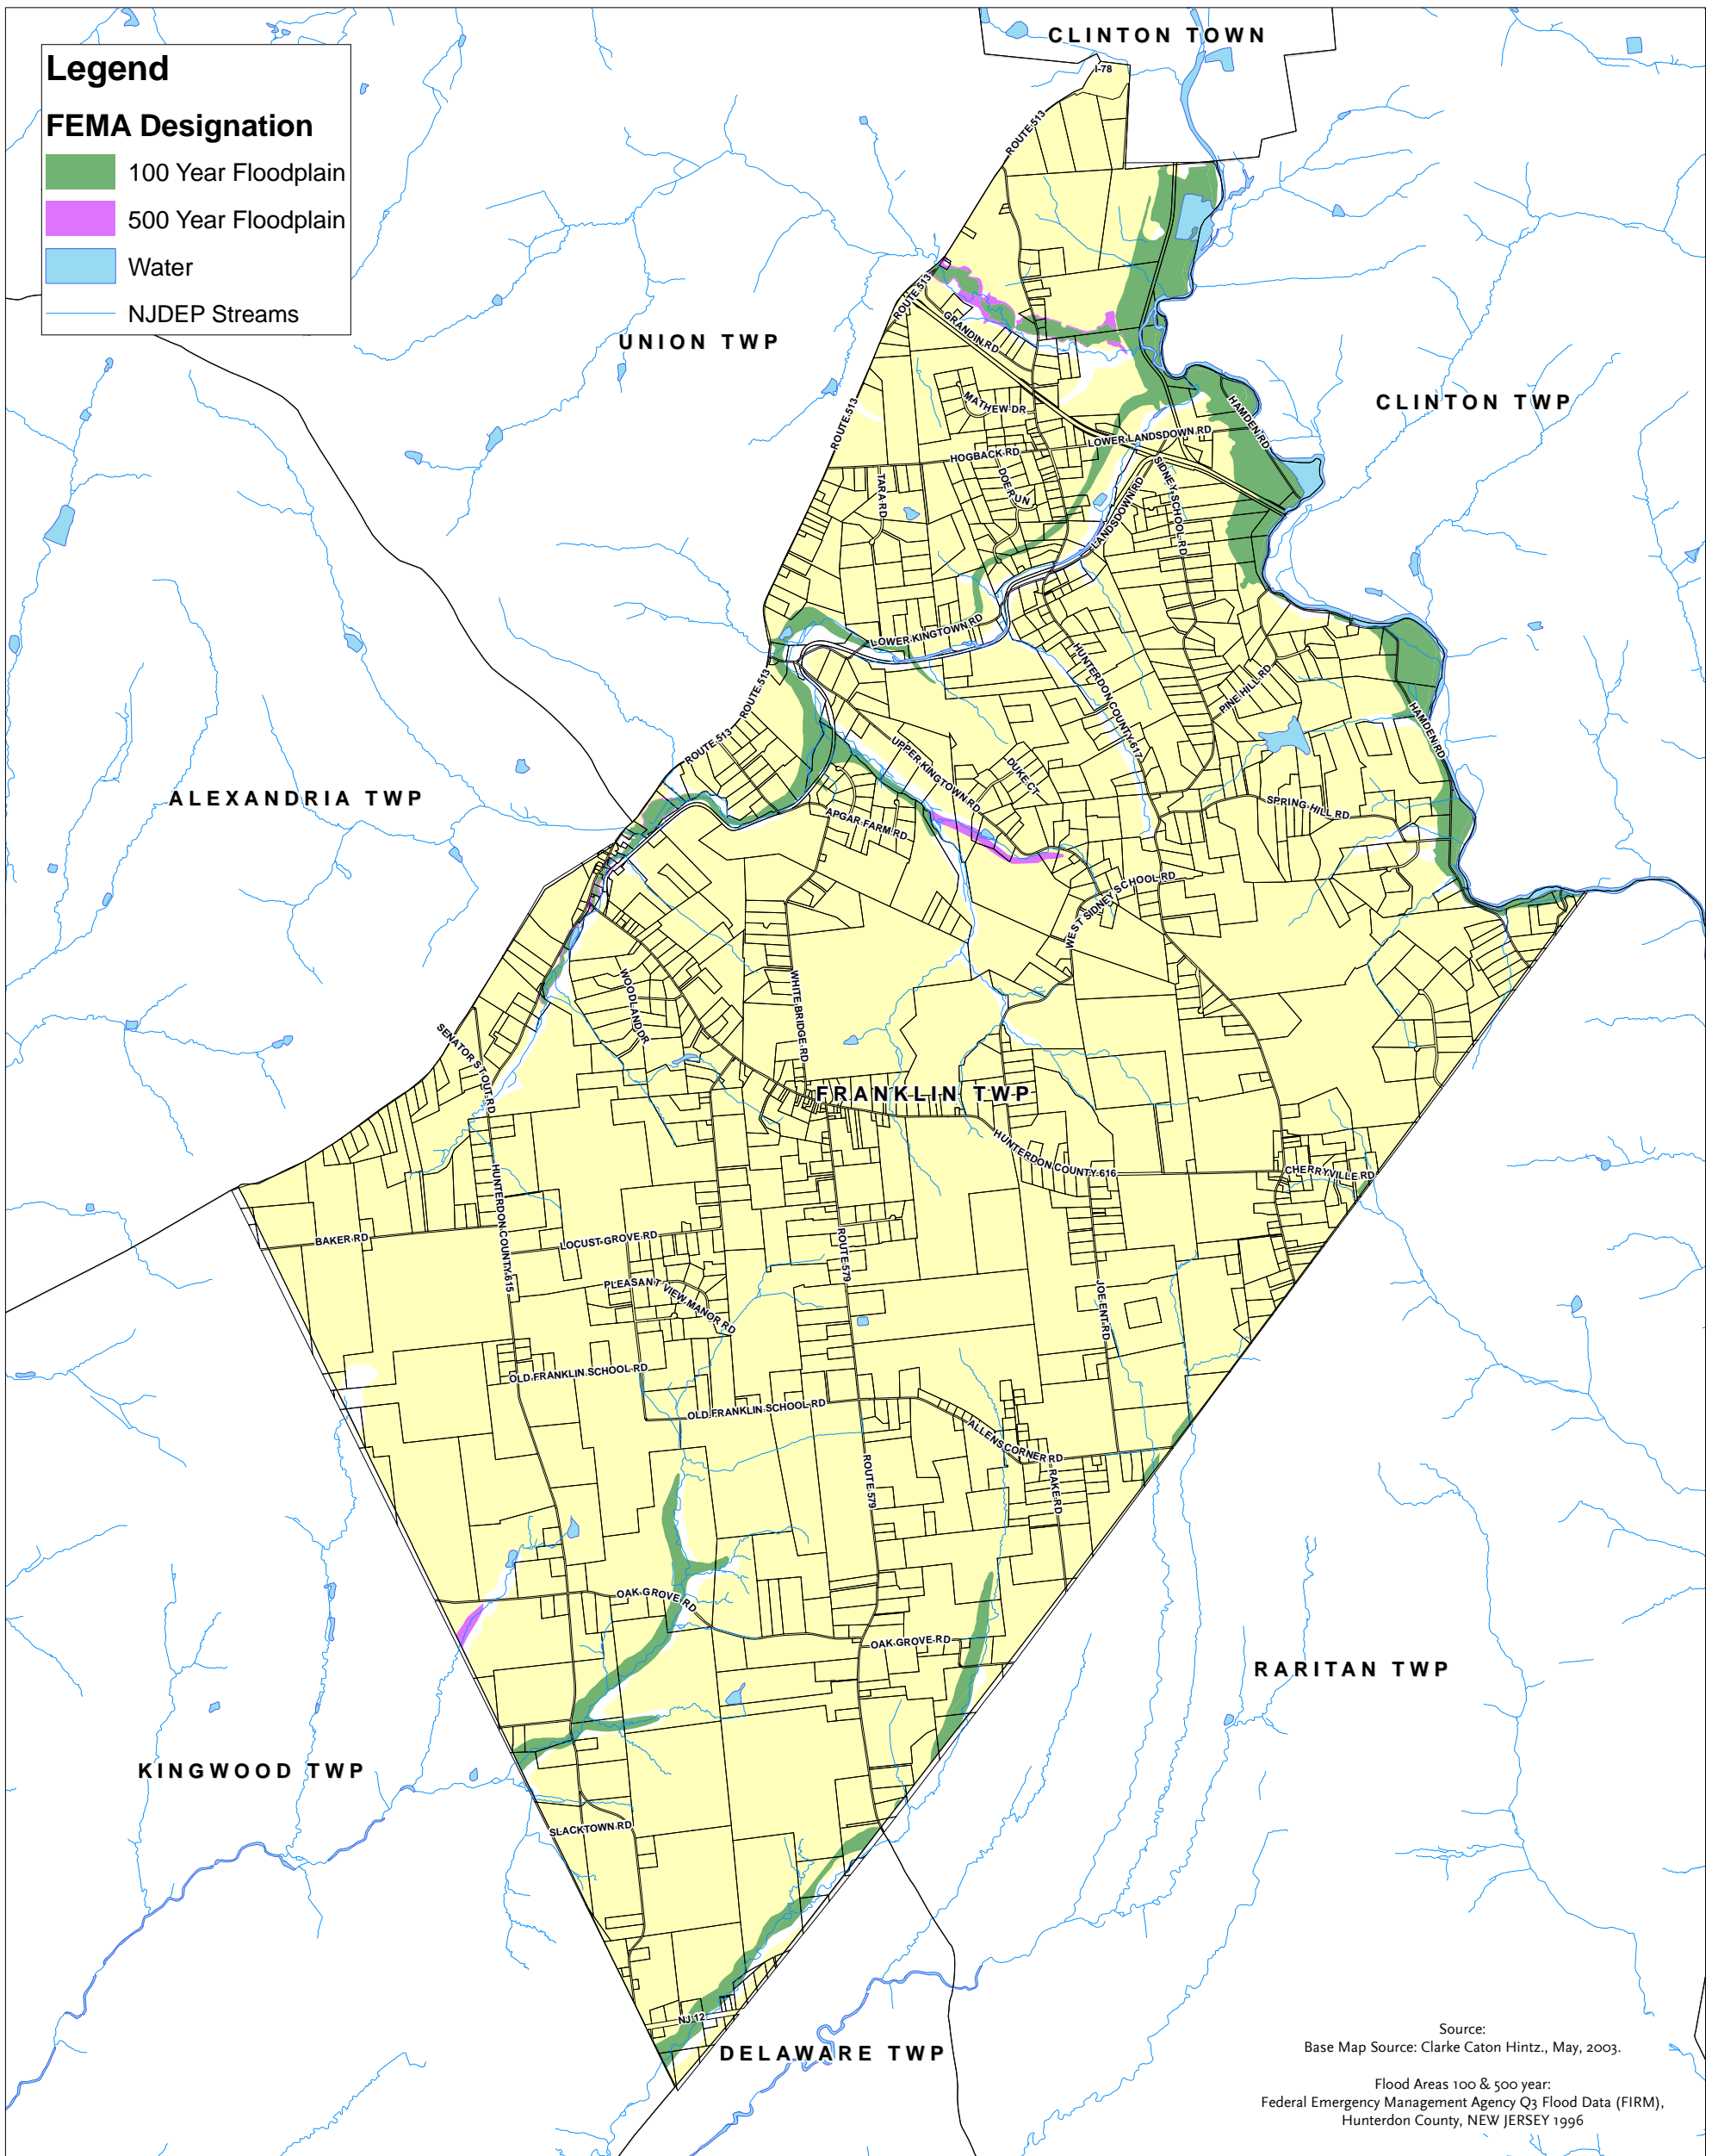 Legend
FEMA Designation
100 Year Floodplain
500 Year Floodplain
Water
NJDEP Streams
CLINTON TOWN
I-78
ROUTE 513
UNION TWP
ROUTE 513
GRANDIN RD
CLINTON TWP
MATHEW DR
HAMDEN RD
ROUTE 513
LOWER LANDSDOWN RD
HOGBACK RD
TARA RD
DOE RUN
SIDNEY SCHOOL RD
LANDSDOWN RD
LOWER KINGTOWN RD
HUNTERDON COUNTY 617
PINE HILL RD
ROUTE 513
HAMDEN RD
ROUTE 513
UPPER KINGTOWN RD
DUKE CT
ALEXANDRIA TWP
SPRING HILL RD
APGAR FARM RD
WEST SIDNEY SCHOOL RD
WOODLAND DR
WHITE BRIDGE RD
SENATOR STOUT RD
FRANKLIN TWP
HUNTERDON COUNTY 616
CHERRYVILLE RD
HUNTERDON COUNTY 615
BAKER RD
LOCUST GROVE RD
ROUTE 579
PLEASANT VIEW MANOR RD
JOE ENT RD
OLD FRANKLIN SCHOOL RD
OLD FRANKLIN SCHOOL RD
ALLENS CORNER RD
ROUTE 579
RAKE RD
OAK GROVE RD
OAK GROVE RD
RARITAN TWP
KINGWOOD TWP
SLACKTOWN RD
NJ 12
DELAWARE TWP
Source:
Base Map Source: Clarke Caton Hintz., May, 2003.
Flood Areas 100 & 500 year:
Federal Emergency Management Agency Q3 Flood Data (FIRM),
Hunterdon County, NEW JERSEY 1996